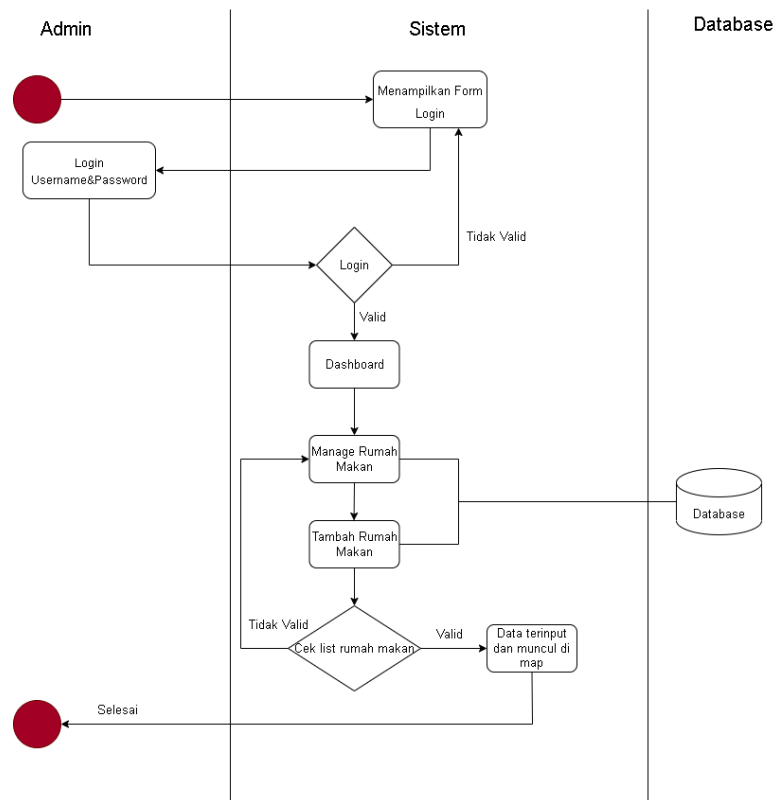 Admin
Sistem
Database
Menampilkan Form
Login
Login
Username&Password
Tidak Valid
Login
Valid
Dashboard
Manage Rumah
Makan
Database
Tambah Rumah
Makan
Tidak Valid
Cek list rumah makan
Valid
Data terinput
dan muncul di
map
Selesai